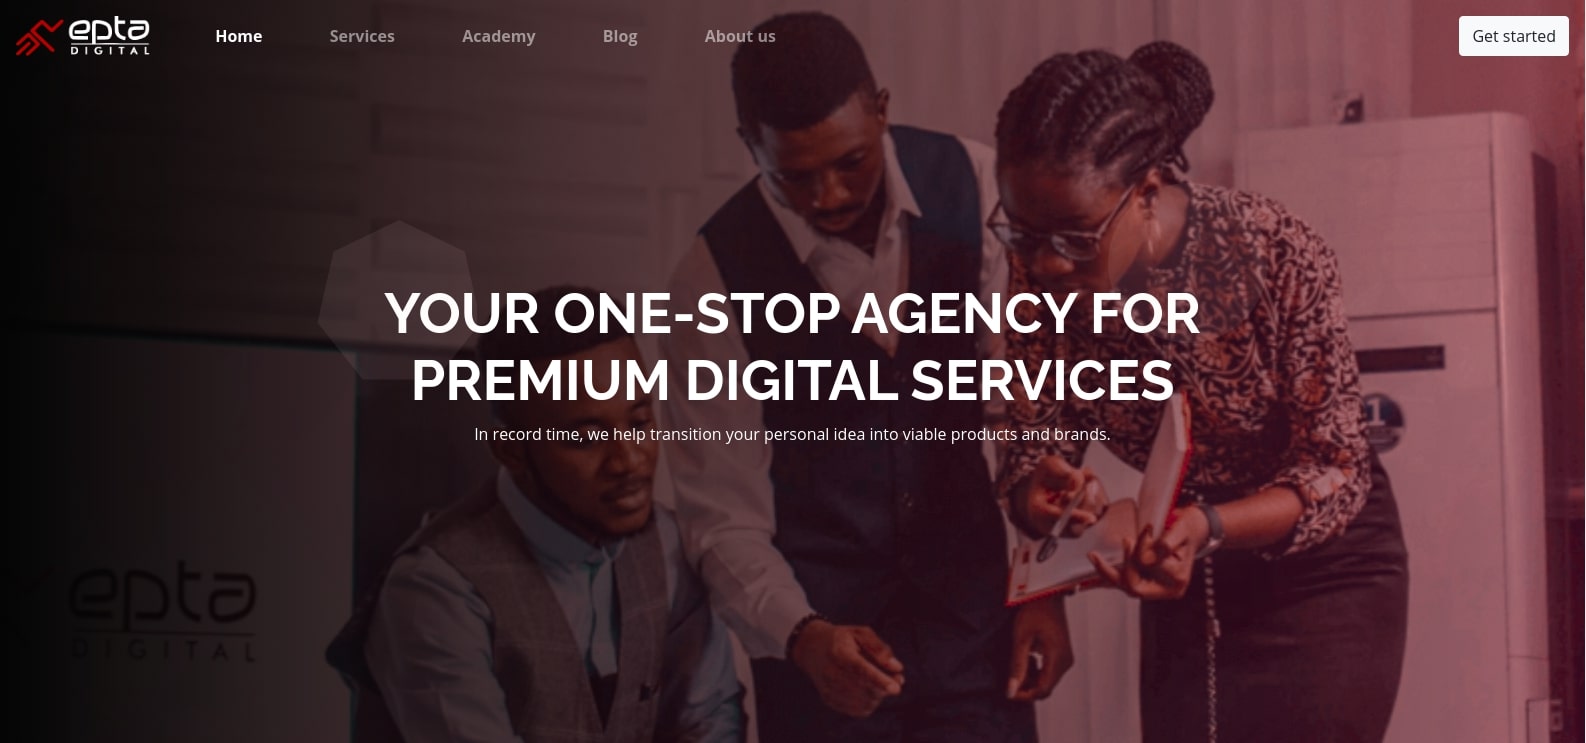 epta
DIGITAL
Home
Services
Academy
Blog
About us
Get started
YOUR ONE-STOP AGENCY FOR
PREMIUM DIGITAL SERVICES
In record time, we help transition your personal idea into viable products and brands.
1
epta
DIGITAL